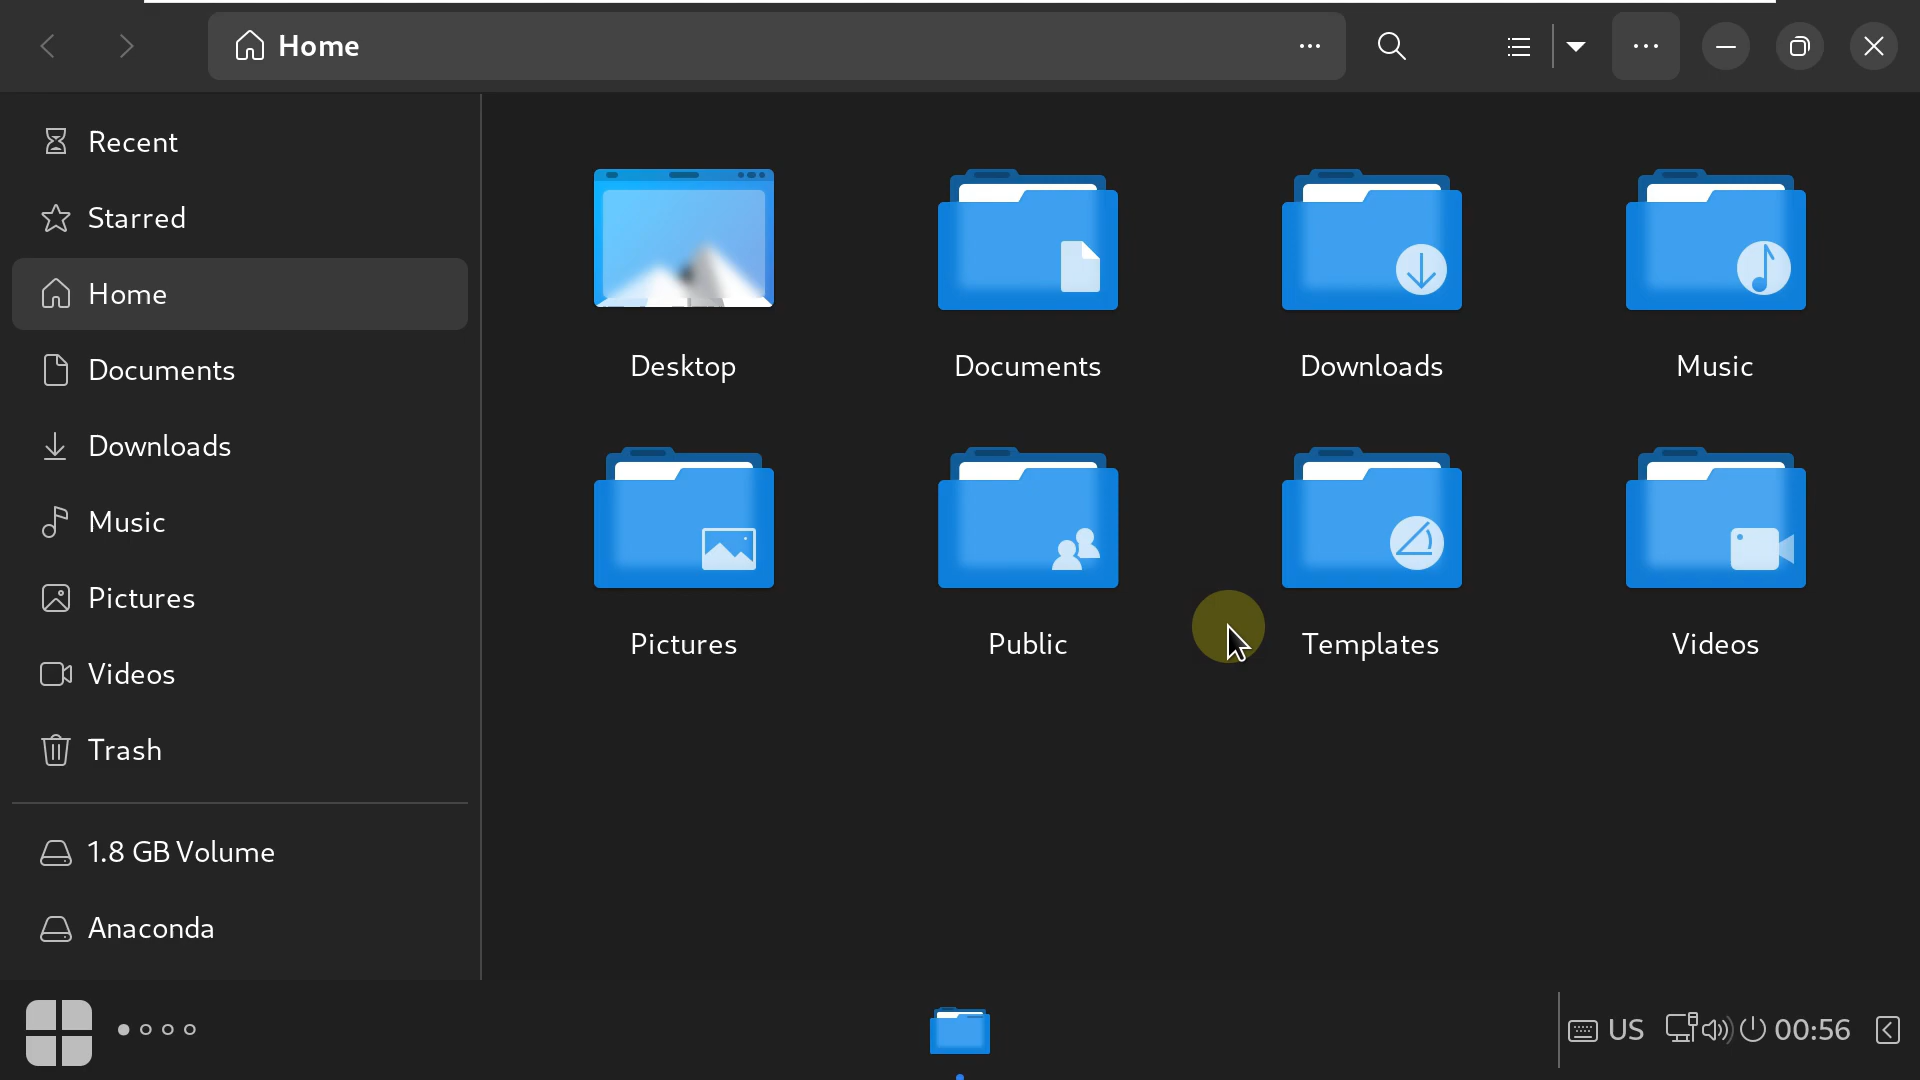 Home
Recent
Starred
Home
Documents
Downloads
Music
Pictures
Videos
Trash
1.8 GB Volume
Anaconda
Desktop
Documents
Downloads
Music
Pictures
Public
Templates
Videos
US
00:56